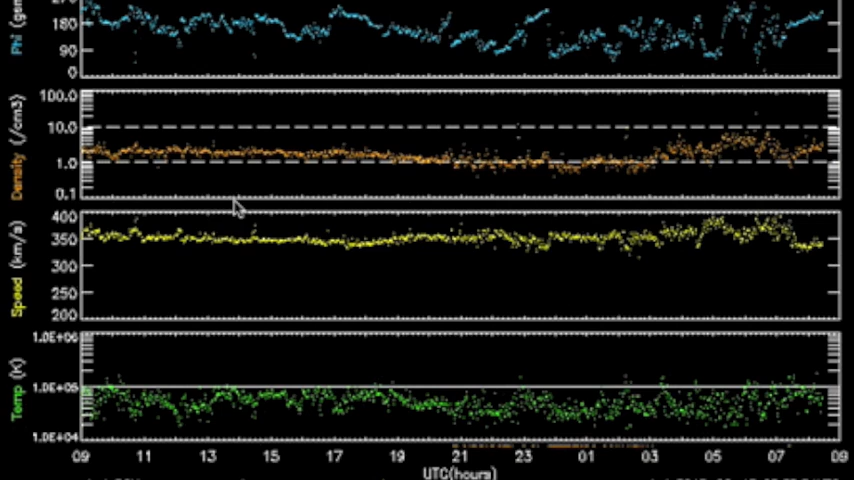 Phi (gsm
270
180
90
0
Density (/cm3)
100.0
10.0
1.0
0.1
Speed (km/s)
400
350
300
250
200
Temp (K)
1.0E+06
1.0E+05
1.0E+04
09 11 13 15 17 19 21 23 01 03 05 07 09
UTC(hours)